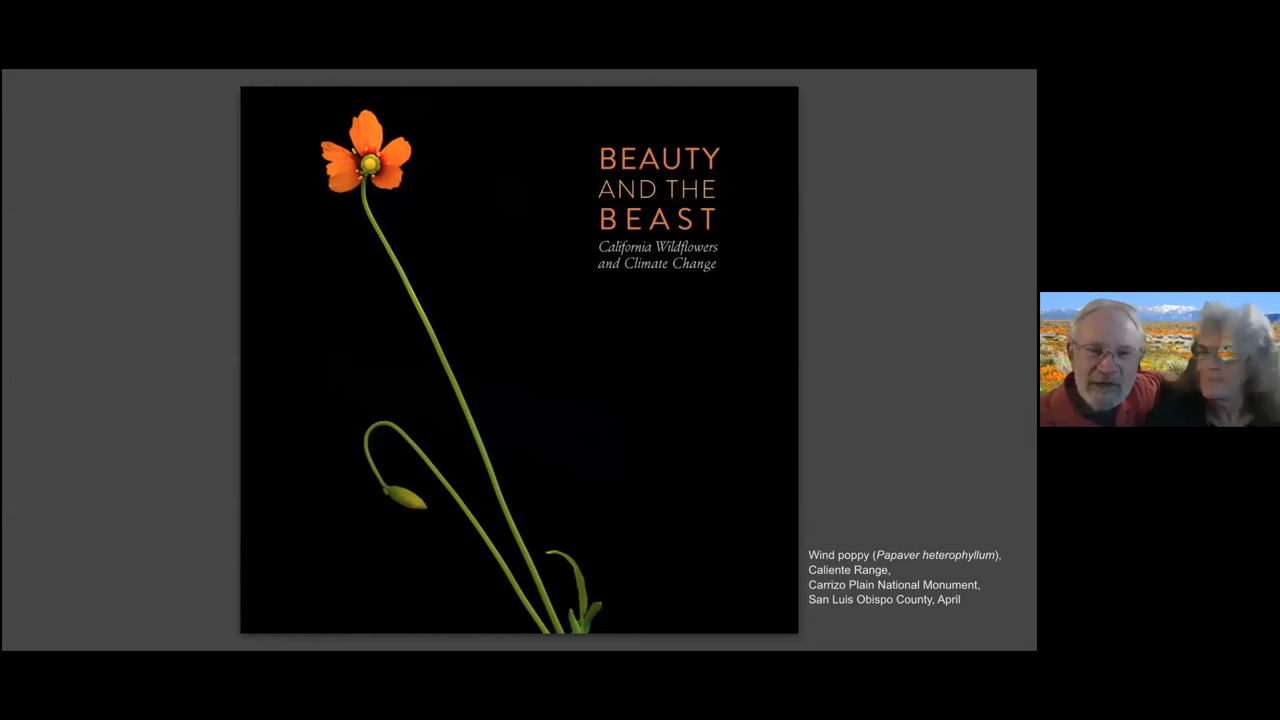 BEAUTY
AND THE
BEAST
California Wildflowers
and Climate Change
Wind poppy (Papaver heterophyllum),
Caliente Range,
Carrizo Plain National Monument,
San Luis Obispo County, April